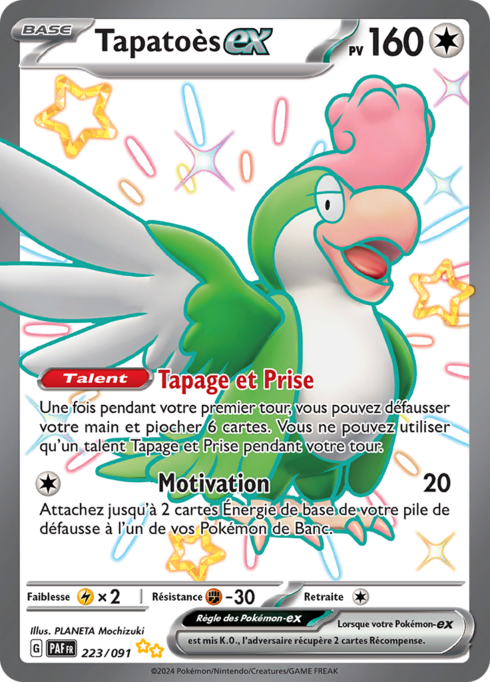 BASE
Tapatoès ex
PV 160
Talent Tapage et Prise
Une fois pendant votre premier tour, vous pouvez défausser
votre main et piocher 6 cartes. Vous ne pouvez utiliser
qu'un talent Tapage et Prise pendant votre tour.
Motivation 20
Attachez jusqu'à 2 cartes Énergie de base de votre pile de
défausse à l'un de vos Pokémon de Banc.
Faiblesse ×2 Résistance -30 Retraite
Règle des Pokémon-ex Lorsque votre Pokémon-ex
est mis K.O., l'adversaire récupère 2 cartes Récompense.
Illus. PLANETA Mochizuki
G PAF FR 223/091
©2024 Pokémon/Nintendo/Creatures/GAME FREAK